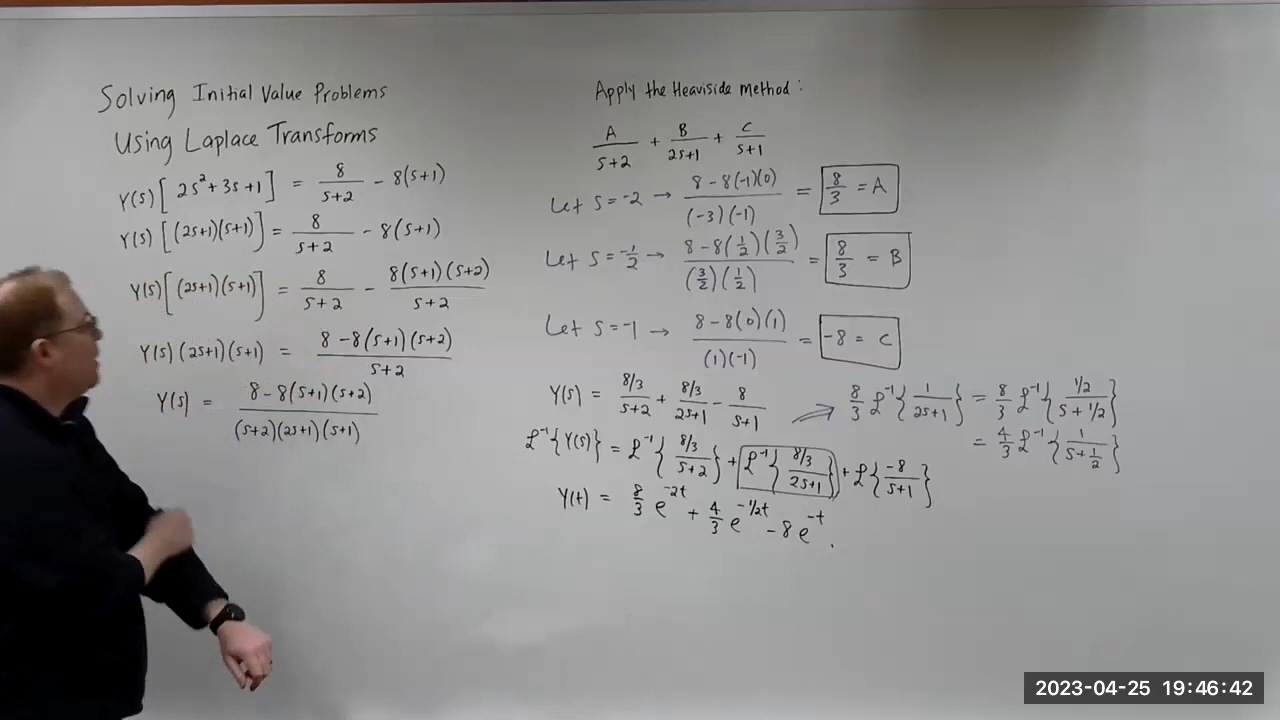 Solving Initial Value Problems
Using Laplace Transforms
Y(s)[2s²+3s+1] = 8/(s+2) - 8(s+1)
Y(s)[(2s+1)(s+1)] = 8/(s+2) - 8(s+1)
Y(s)[(2s+1)(s+1)] = 8/(s+2) - 8(s+1)(s+2)/(s+2)
Y(s)(2s+1)(s+1) = (8-8(s+1)(s+2))/(s+2)
Y(s) = (8-8(s+1)(s+2))/((s+2)(2s+1)(s+1))
Apply the Heaviside method:
A/(s+2) + B/(2s+1) + C/(s+1)
Let s=-2 → (8-8(-1)(0))/((-3)(-1)) = 8/3 = A
Let s=-1/2 → (8-8(1/2)(3/2))/((3/2)(1/2)) = 8/3 = B
Let s=-1 → (8-8(0)(1))/((1)(-1)) = -8 = C
Y(s) = (8/3)/(s+2) + (8/3)/(2s+1) - 8/(s+1)
ℒ⁻¹{Y(s)} = ℒ⁻¹{(8/3)/(s+2)} + ℒ⁻¹{(8/3)/(2s+1)} + ℒ{-8/(s+1)}
Y(t) = 8/3 e^(-2t) + 4/3 e^(-1/2t) - 8e^(-t).
8/3 ℒ⁻¹{1/(2s+1)} = 8/3 ℒ⁻¹{(1/2)/(s+1/2)}
= 4/3 ℒ⁻¹{1/(s+1/2)}
2023-04-25 19:46:42